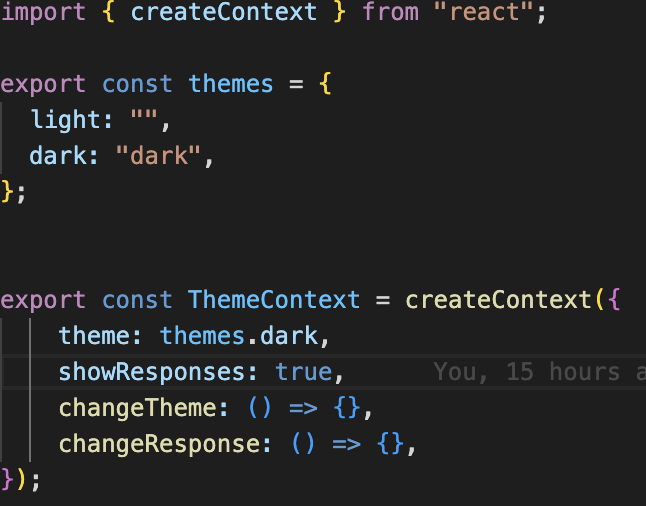 import { createContext } from "react";
export const themes = {
light: "",
dark: "dark",
};
export const ThemeContext = createContext({
theme: themes.dark,
showResponses: true, You, 15 hours a
changeTheme: () => {},
changeResponse: () => {},
});